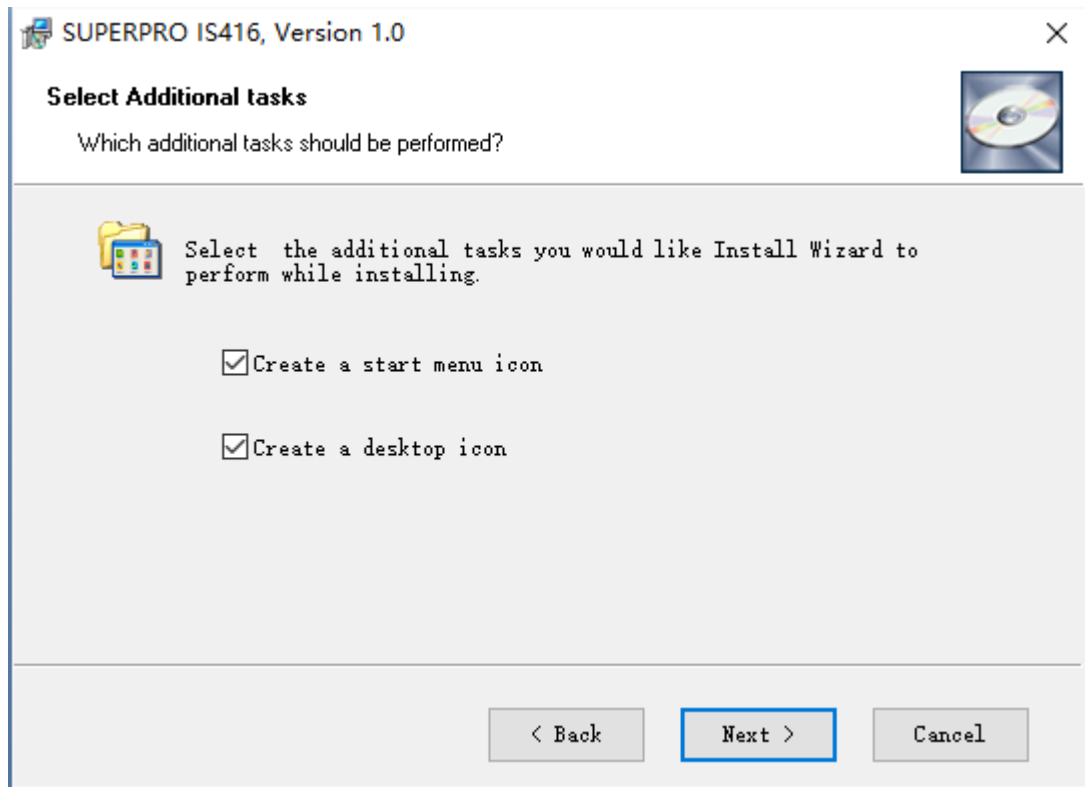 SUPERPRO IS416, Version 1.0
Select Additional tasks
Which additional tasks should be performed?
Select  the additional tasks you would like Install Wizard to
perform while installing.
Create a start menu icon
Create a desktop icon
< Back
Next >
Cancel